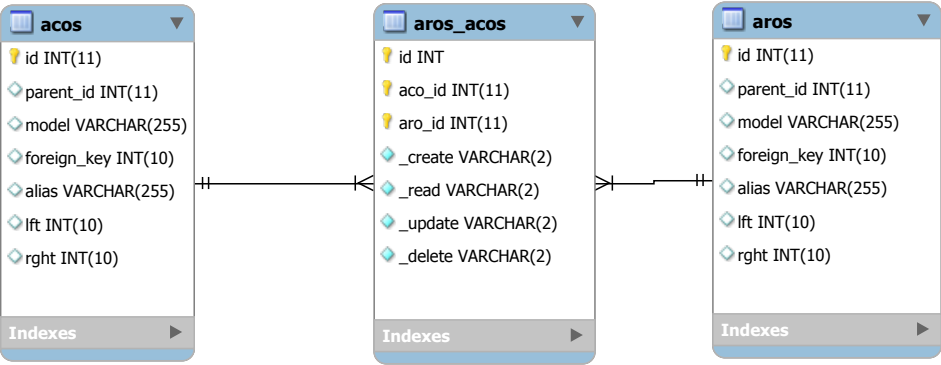 acos
id INT(11)
parent_id INT(11)
model VARCHAR(255)
foreign_key INT(10)
alias VARCHAR(255)
lft INT(10)
rght INT(10)
Indexes
aros_acos
id INT
aco_id INT(11)
aro_id INT(11)
_create VARCHAR(2)
_read VARCHAR(2)
_update VARCHAR(2)
_delete VARCHAR(2)
Indexes
aros
id INT(11)
parent_id INT(11)
model VARCHAR(255)
foreign_key INT(10)
alias VARCHAR(255)
lft INT(10)
rght INT(10)
Indexes